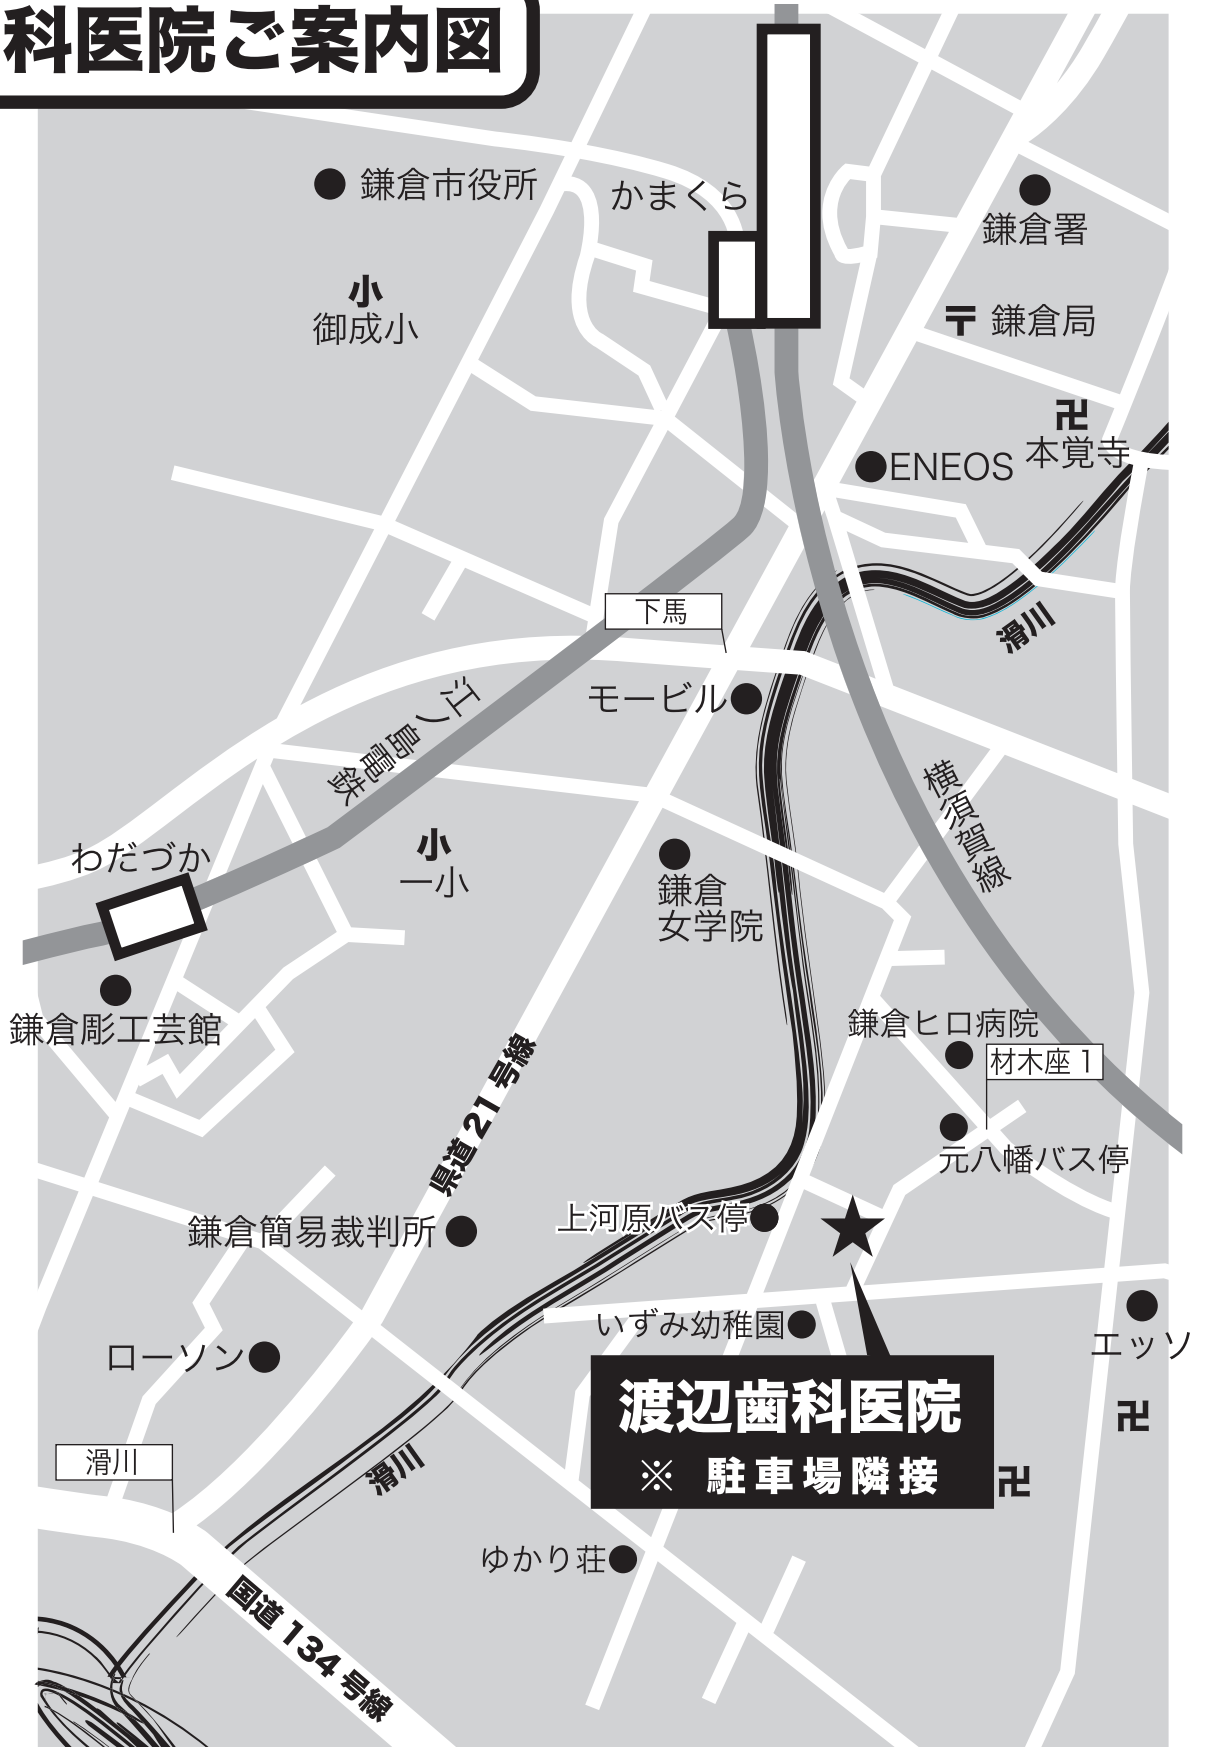 科医院ご案内図
鎌倉市役所
かまくら
鎌倉署
小
御成小
〒 鎌倉局
卍
本覚寺
ENEOS
下馬
滑川
モービル
江ノ島電鉄
横須賀線
わだづか
小
一小
鎌倉
女学院
鎌倉彫工芸館
鎌倉ヒロ病院
材木座 1
県道 21 号線
元八幡バス停
鎌倉簡易裁判所
上河原バス停
★
いずみ幼稚園
エッソ
ローソン
渡辺歯科医院
※ 駐車場隣接
卍
卍
滑川
滑川
ゆかり荘
国道 134 号線